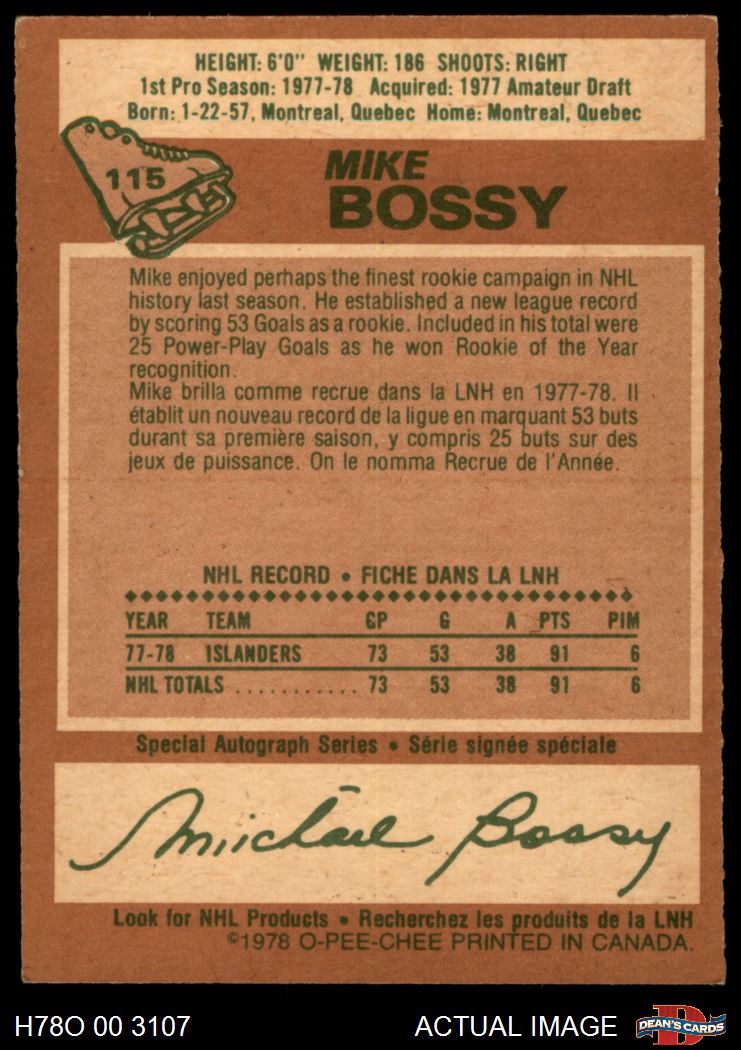 HEIGHT: 6'0" WEIGHT: 186 SHOOTS: RIGHT
1st Pro Season: 1977-78 Acquired: 1977 Amateur Draft
Born: 1-22-57, Montreal, Quebec Home: Montreal, Quebec
115
MIKE
BOSSY
Mike enjoyed perhaps the finest rookie campaign in NHL
history last season. He established a new league record
by scoring 53 Goals as a rookie. Included in his total were
25 Power-Play Goals as he won Rookie of the Year
recognition.
Mike brilla comme recrue dans la LNH en 1977-78. Il
établit un nouveau record de la ligue en marquant 53 buts
durant sa première saison, y compris 25 buts sur des
jeux de puissance. On le nomma Recrue de l'Année.
NHL RECORD • FICHE DANS LA LNH
YEAR TEAM GP G A PTS PIM
77-78 ISLANDERS 73 53 38 91 6
NHL TOTALS ........... 73 53 38 91 6
Special Autograph Series • Série signée spéciale
Michael Bossy
Look for NHL Products • Recherchez les produits de la LNH
©1978 O-PEE-CHEE PRINTED IN CANADA.
H78O 00 3107 ACTUAL IMAGE
D
DEAN'S CARDS